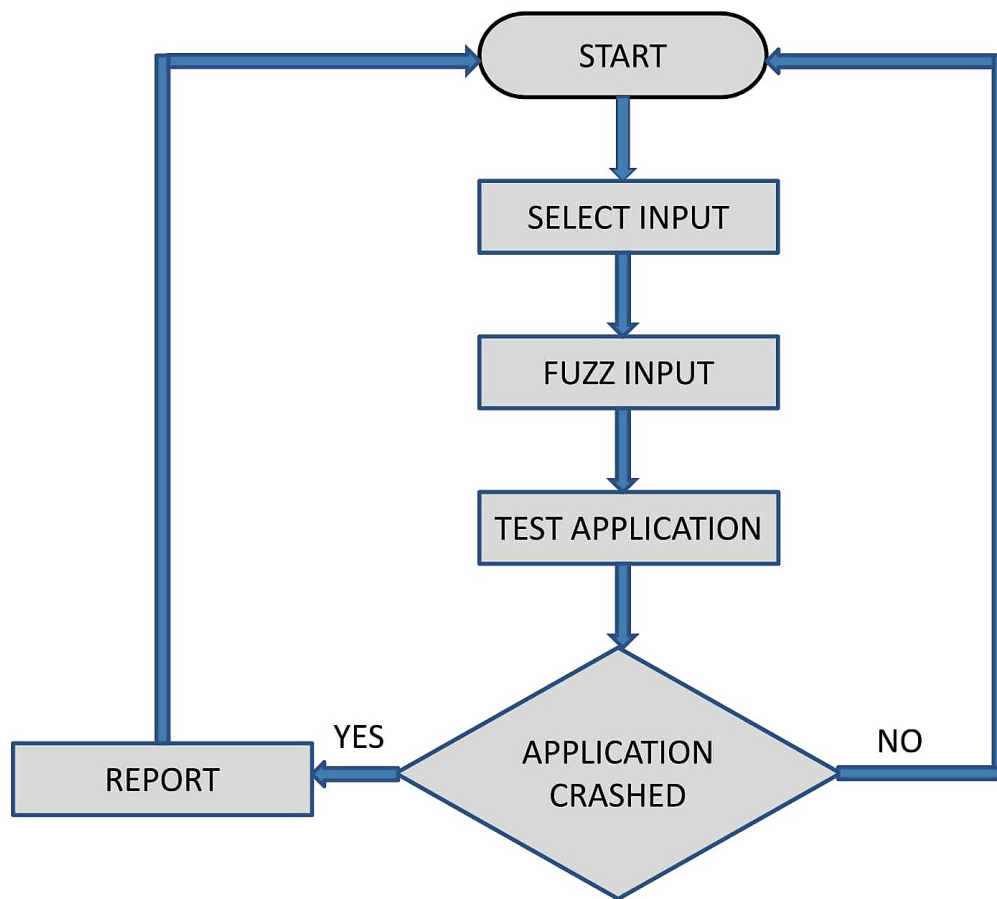 START
SELECT INPUT
FUZZ INPUT
TEST APPLICATION
YES
NO
APPLICATION
CRASHED
REPORT